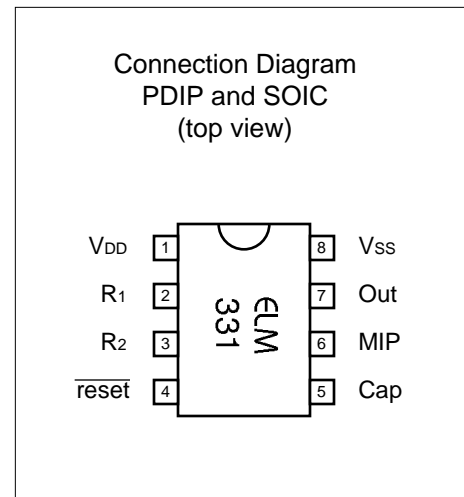 Connection Diagram
PDIP and SOIC
(top view)
VDD 1 8 VSS
R1 2 7 Out
R2 3 6 MIP
reset 4 5 Cap
ELM
331